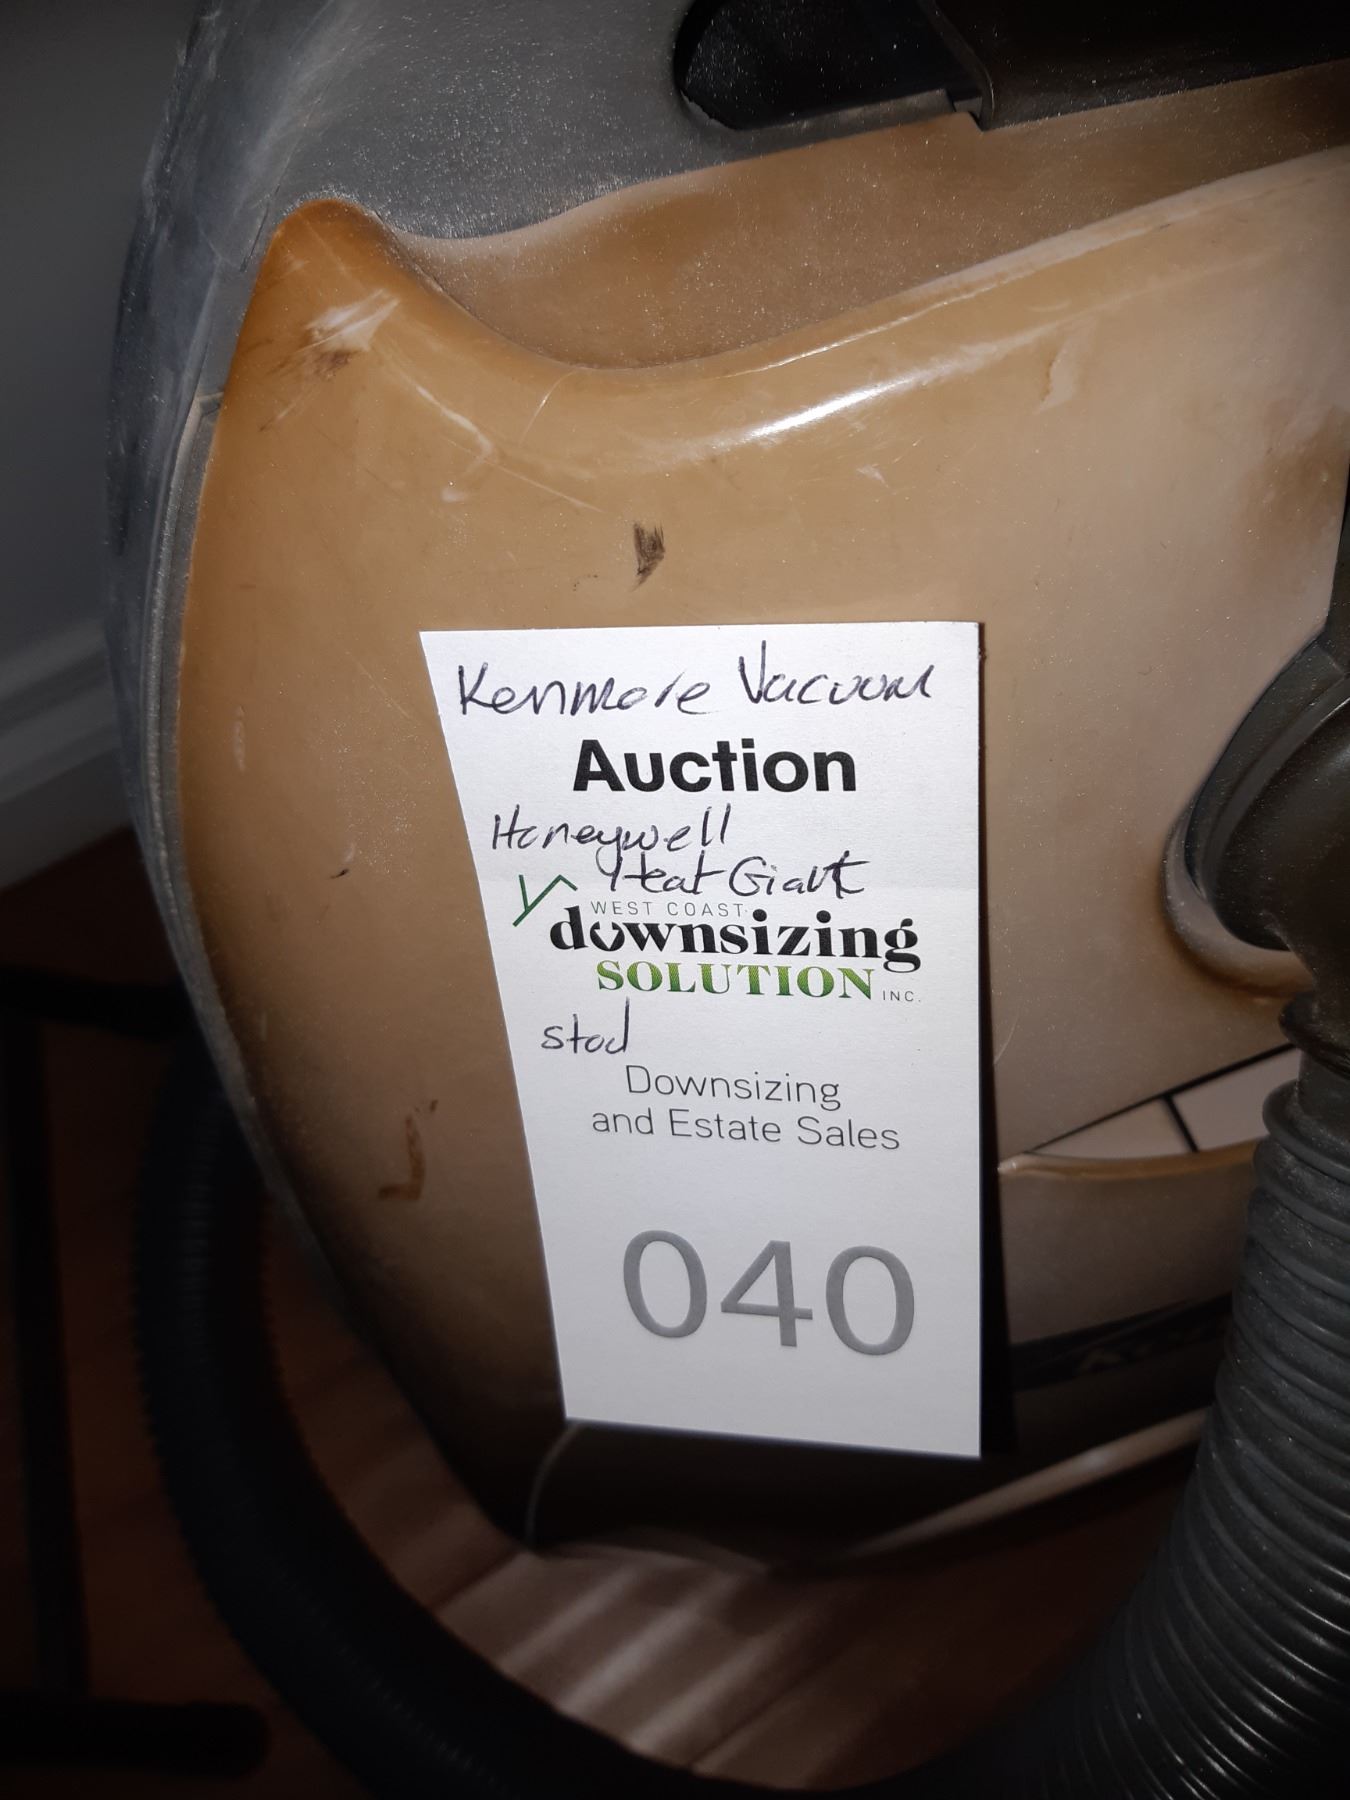 Kenmore Vacuum
Auction
Honeywell
Heat Giant
WEST COAST
downsizing
SOLUTION INC.
stod
Downsizing
and Estate Sales
040